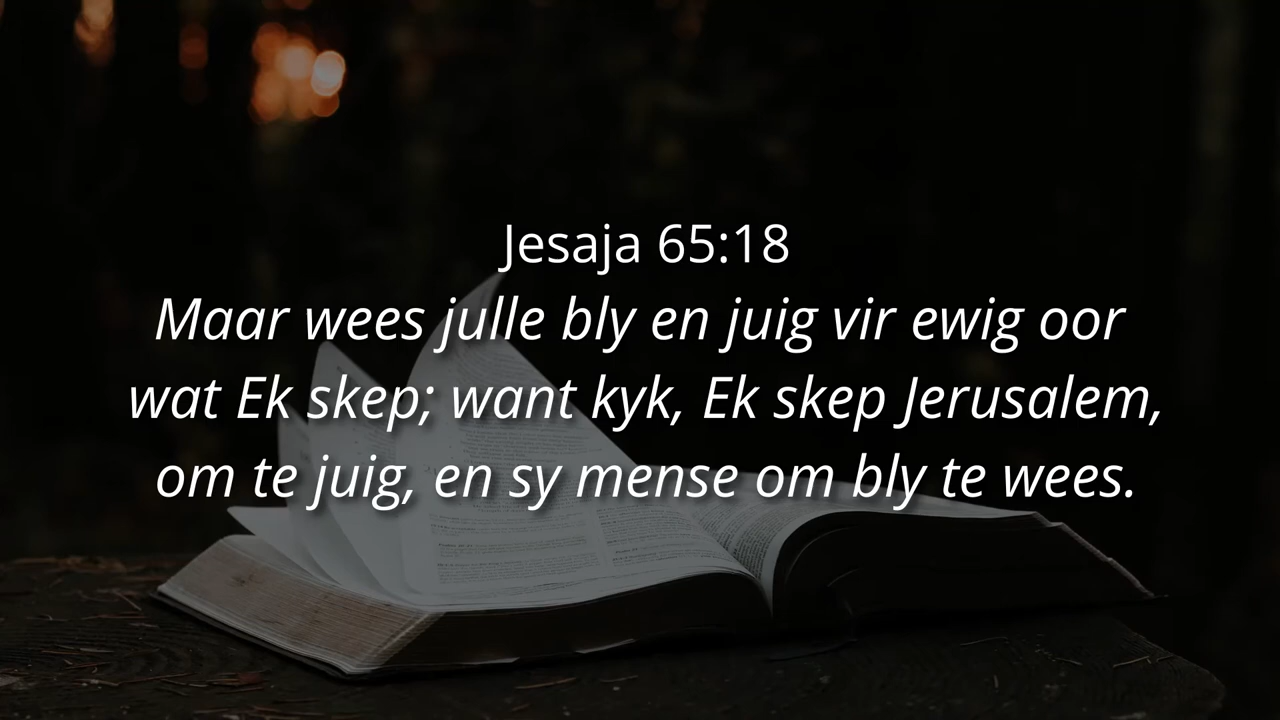 Jesaja 65:18
Maar wees julle bly en juig vir ewig oor
wat Ek skep; want kyk, Ek skep Jerusalem,
om te juig, en sy mense om bly te wees.